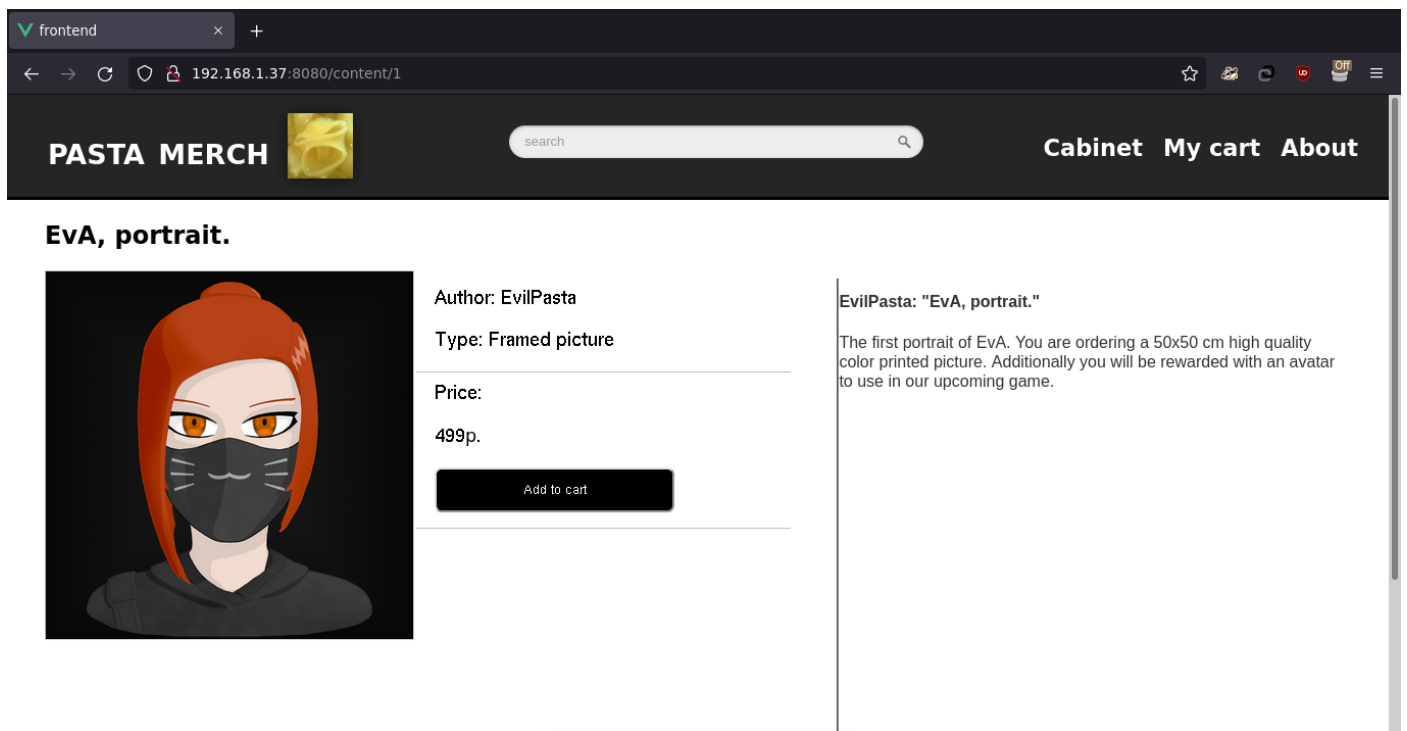 frontend
192.168.1.37:8080/content/1
Off
PASTA MERCH
search
Cabinet My cart About
EvA, portrait.
Author: EvilPasta
Type: Framed picture
Price:
499p.
Add to cart
EvilPasta: "EvA, portrait."
The first portrait of EvA. You are ordering a 50x50 cm high quality
color printed picture. Additionally you will be rewarded with an avatar
to use in our upcoming game.